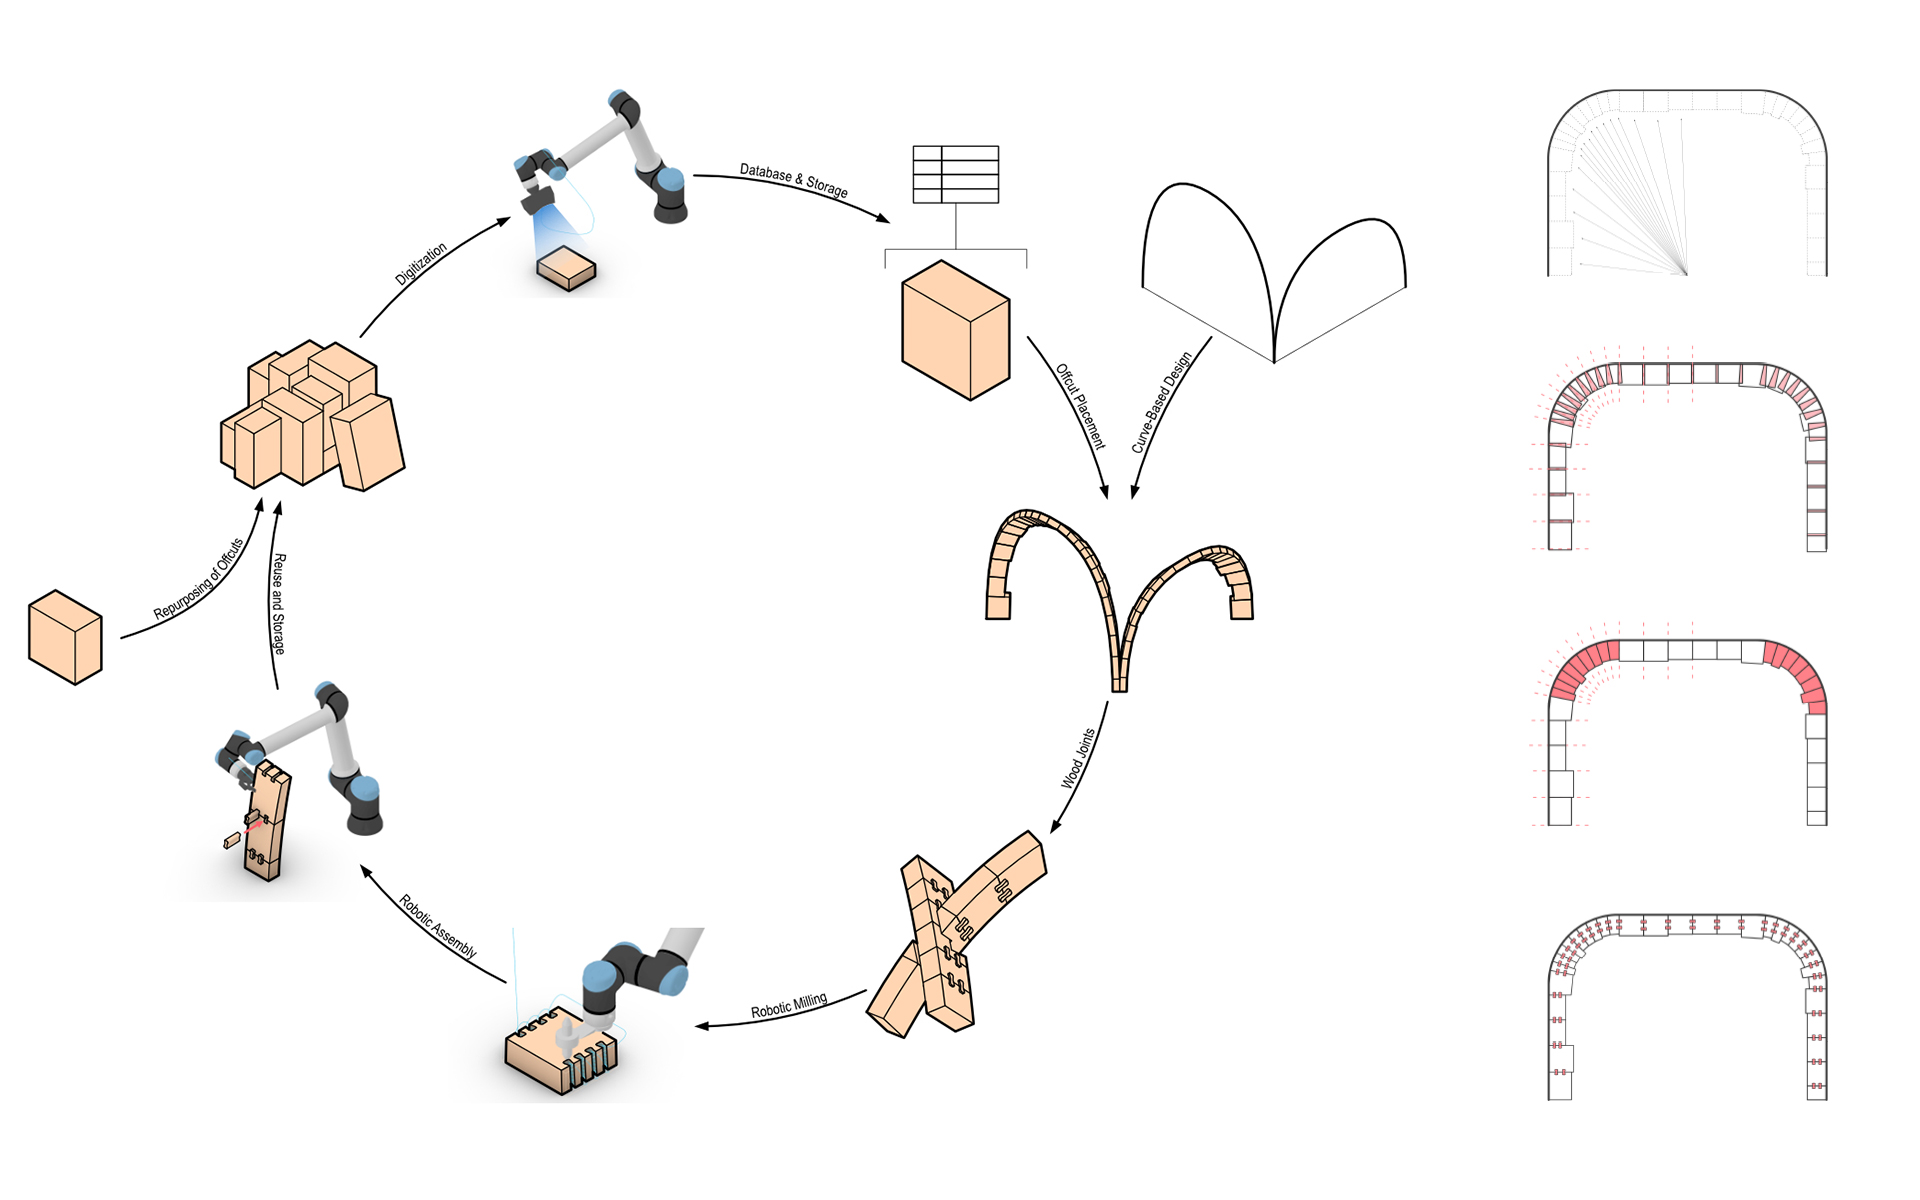 Database & Storage
Digitization
Offcut Placement
Curve-Based Design
Repurposing of Offcuts
Reuse and Storage
Wood Joints
Robotic Assembly
Robotic Milling